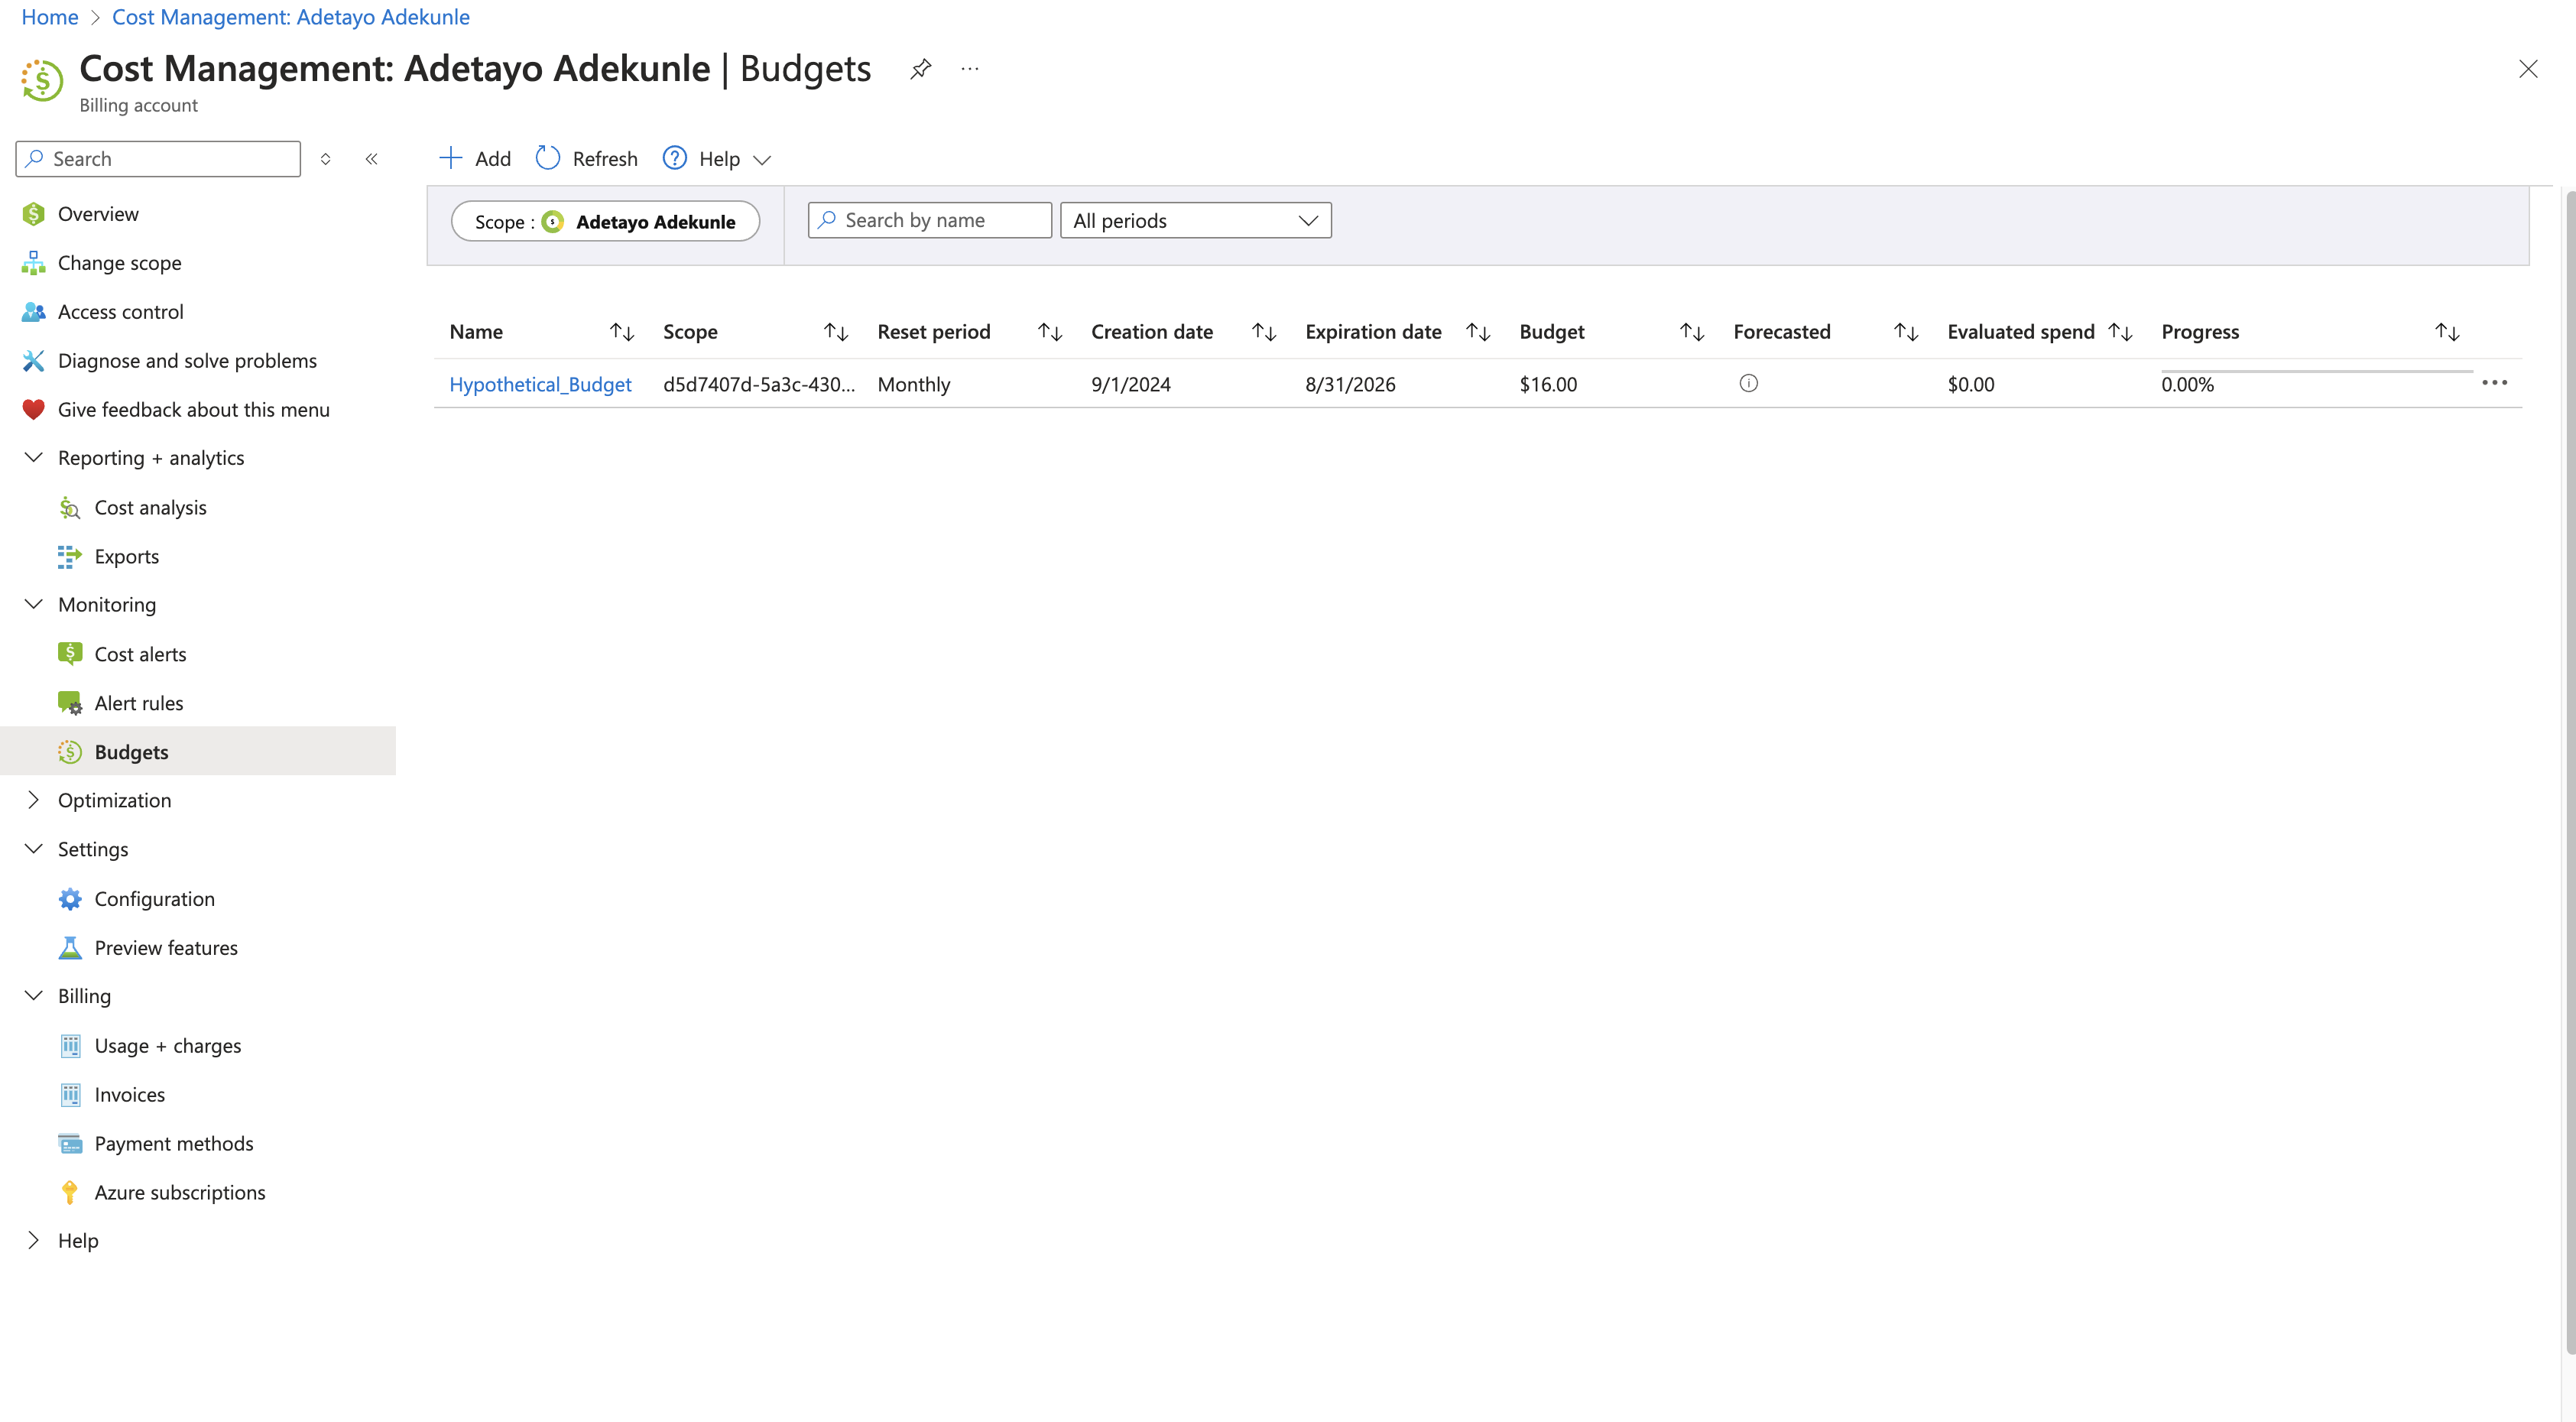 Home > Cost Management: Adetayo Adekunle
Cost Management: Adetayo Adekunle | Budgets
Billing account
Search
Add Refresh Help
Scope : Adetayo Adekunle
Search by name
All periods
Overview
Change scope
Access control
Diagnose and solve problems
Give feedback about this menu
Reporting + analytics
Cost analysis
Exports
Monitoring
Cost alerts
Alert rules
Budgets
Optimization
Settings
Configuration
Preview features
Billing
Usage + charges
Invoices
Payment methods
Azure subscriptions
Help
Name Scope Reset period Creation date Expiration date Budget Forecasted Evaluated spend Progress
Hypothetical_Budget d5d7407d-5a3c-430... Monthly 9/1/2024 8/31/2026 $16.00 $0.00 0.00%